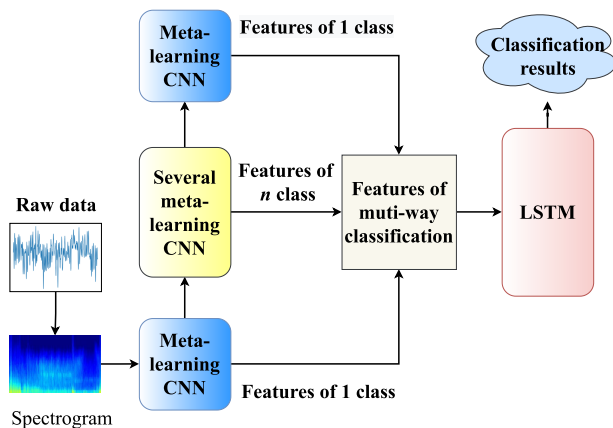 Meta-
learning
CNN
Features of 1 class
Classification
results
Several
meta-
learning
CNN
Features of
n class
Features of
muti-way
classification
LSTM
Raw data
Meta-
learning
CNN
Features of 1 class
Spectrogram